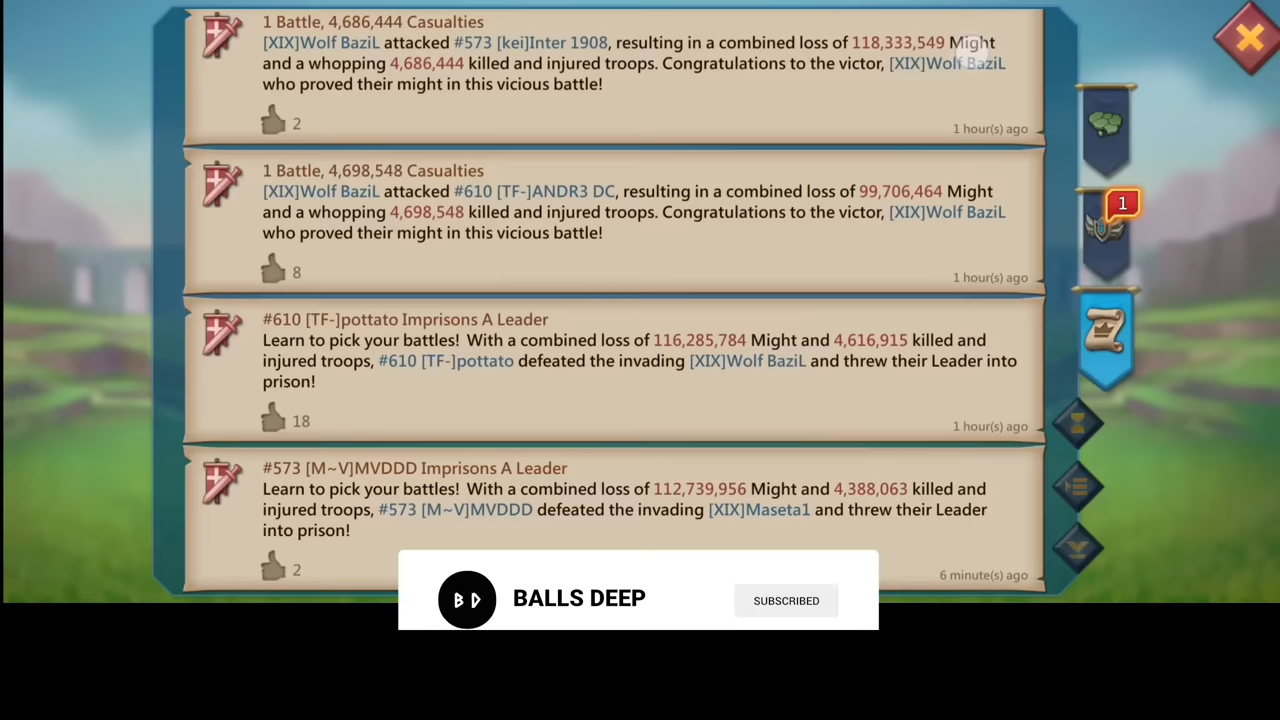 1 Battle, 4,686,444 Casualties
[XIX]Wolf BaziL attacked #573 [kei]Inter 1908, resulting in a combined loss of 118,333,549 Might
and a whopping 4,686,444 killed and injured troops. Congratulations to the victor, [XIX]Wolf BaziL
who proved their might in this vicious battle!
2
1 hour(s) ago
1 Battle, 4,698,548 Casualties
[XIX]Wolf BaziL attacked #610 [TF-]ANDR3 DC, resulting in a combined loss of 99,706,464 Might
and a whopping 4,698,548 killed and injured troops. Congratulations to the victor, [XIX]Wolf BaziL
who proved their might in this vicious battle!
8
1 hour(s) ago
1
#610 [TF-]pottato Imprisons A Leader
Learn to pick your battles! With a combined loss of 116,285,784 Might and 4,616,915 killed and
injured troops, #610 [TF-]pottato defeated the invading [XIX]Wolf BaziL and threw their Leader into
prison!
18
1 hour(s) ago
#573 [M~V]MVDDD Imprisons A Leader
Learn to pick your battles! With a combined loss of 112,739,956 Might and 4,388,063 killed and
injured troops, #573 [M~V]MVDDD defeated the invading [XIX]Maseta1 and threw their Leader
into prison!
2
6 minute(s) ago
B D
BALLS DEEP
SUBSCRIBED